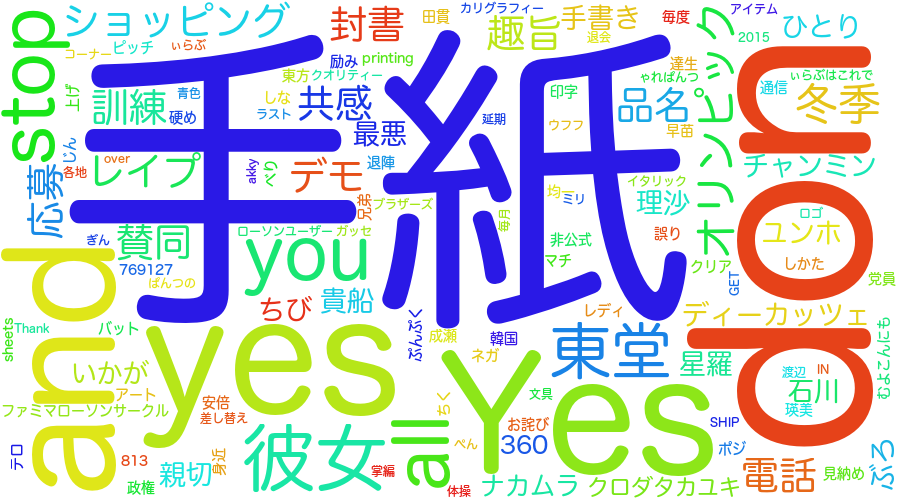 ショッピング
stop
カリグラフィー
アイテム
田貫
手書き
毎度
ひとり
封書
趣旨
退会
2015
コーナー
ピッチ
いらぶ
励み
printing
達生
やればんつ
通信
いらぶはこれで
東方
クオリティー
上げ
青色
訓練
硬め
しな
ラスト
共感
延期
印字
品名
オリンピック
冬季
最悪
ウフフ
早苗
じん
over
手紙
don
各地
レイプ
akky
べり
デモ
退陣
チャンミン
応募
兄弟
ブラザーズ
毎月
均一
ミリ
イタリック
理沙
ロゴ
ユンホ
ぎん
賛同
ローソンユーザー
ガッセ
you
非公式
誤り
マチ
クリア
GET
しかた
党員
769127
ぱんつの
and
ちび
貴船
レディ
ディーカッツェ
sheets
Thank
バット
yes
ぷんぷく
成瀬
韓国
東堂
むょこんにも
いかが
ネガ
Yes
星羅
渡辺
IN
石川
アート
ちく
文具
瑛美
ファミマローソンサークル
安倍
差し替え
彼女
all
お詫び
SHIP
テロ
360
ぺん
ポジ
ぶろ
813
親切
身近
掌編
電話
見納め
政権
体操
ナカムラ
クロダタカユキ